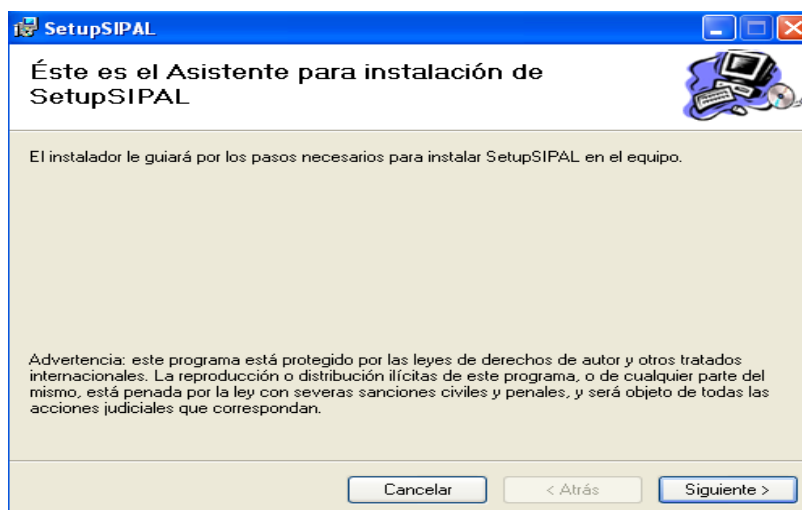 SetupSIPAL
Éste es el Asistente para instalación de
SetupSIPAL
El instalador le guiará por los pasos necesarios para instalar SetupSIPAL en el equipo.
Advertencia: este programa está protegido por las leyes de derechos de autor y otros tratados
internacionales. La reproducción o distribución ilícitas de este programa, o de cualquier parte del
mismo, está penada por la ley con severas sanciones civiles y penales, y será objeto de todas las
acciones judiciales que correspondan.
Cancelar < Atrás Siguiente >